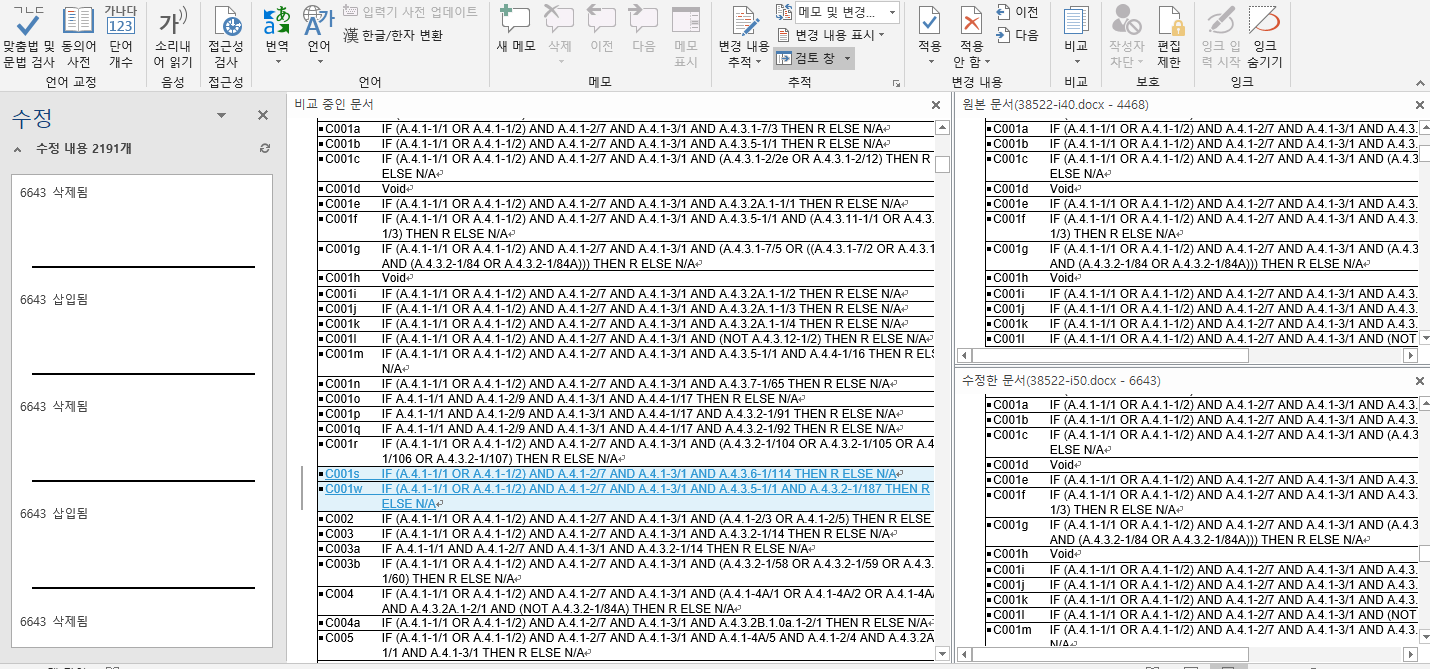 ㄱㄴㄷ
가나다
123
가))
입력기 사전 업데이트
漢 한글/한자 변환
맞춤법 및 문법 검사
동의어 사전
단어 개수
언어 교정
소리내어 읽기
음성
접근성 검사
접근성
번역
언어
언어
새 메모
삭제
이전
다음
메모 표시
메모
변경 내용 추적
메모 및 변경...
변경 내용 표시
검토 창
추적
적용
적용 안 함
이전
다음
변경 내용
비교
비교
작성자 차단
편집 제한
보호
잉크 입력 시작
잉크 숨기기
잉크
수정
수정 내용 2191개
6643 삭제됨
6643 삽입됨
6643 삭제됨
6643 삽입됨
6643 삭제됨
비교 중인 문서
C001a IF (A.4.1-1/1 OR A.4.1-1/2) AND A.4.1-2/7 AND A.4.1-3/1 AND A.4.3.1-7/3 THEN R ELSE N/A
C001b IF (A.4.1-1/1 OR A.4.1-1/2) AND A.4.1-2/7 AND A.4.1-3/1 AND A.4.3.5-1/1 THEN R ELSE N/A
C001c IF (A.4.1-1/1 OR A.4.1-1/2) AND A.4.1-2/7 AND A.4.1-3/1 AND (A.4.3.1-2/2e OR A.4.3.1-2/12) THEN R
ELSE N/A
C001d Void
C001e IF (A.4.1-1/1 OR A.4.1-1/2) AND A.4.1-2/7 AND A.4.1-3/1 AND A.4.3.2A.1-1/1 THEN R ELSE N/A
C001f IF (A.4.1-1/1 OR A.4.1-1/2) AND A.4.1-2/7 AND A.4.1-3/1 AND A.4.3.5-1/1 AND (A.4.3.11-1/1 OR A.4.3.
1/3) THEN R ELSE N/A
C001g IF (A.4.1-1/1 OR A.4.1-1/2) AND A.4.1-2/7 AND A.4.1-3/1 AND (A.4.3.1-7/5 OR ((A.4.3.1-7/2 OR A.4.3.1
AND (A.4.3.2-1/84 OR A.4.3.2-1/84A))) THEN R ELSE N/A
C001h Void
C001i IF (A.4.1-1/1 OR A.4.1-1/2) AND A.4.1-2/7 AND A.4.1-3/1 AND A.4.3.2A.1-1/2 THEN R ELSE N/A
C001j IF (A.4.1-1/1 OR A.4.1-1/2) AND A.4.1-2/7 AND A.4.1-3/1 AND A.4.3.2A.1-1/3 THEN R ELSE N/A
C001k IF (A.4.1-1/1 OR A.4.1-1/2) AND A.4.1-2/7 AND A.4.1-3/1 AND A.4.3.2A.1-1/4 THEN R ELSE N/A
C001l IF (A.4.1-1/1 OR A.4.1-1/2) AND A.4.1-2/7 AND A.4.1-3/1 AND (NOT A.4.3.12-1/2) THEN R ELSE N/A
C001m IF (A.4.1-1/1 OR A.4.1-1/2) AND A.4.1-2/7 AND A.4.1-3/1 AND A.4.3.5-1/1 AND A.4.4-1/16 THEN R ELS
N/A
C001n IF (A.4.1-1/1 OR A.4.1-1/2) AND A.4.1-2/7 AND A.4.1-3/1 AND A.4.3.7-1/65 THEN R ELSE N/A
C001o IF A.4.1-1/1 AND A.4.1-2/9 AND A.4.1-3/1 AND A.4.4-1/17 THEN R ELSE N/A
C001p IF A.4.1-1/1 AND A.4.1-2/9 AND A.4.1-3/1 AND A.4.4-1/17 AND A.4.3.2-1/91 THEN R ELSE N/A
C001q IF A.4.1-1/1 AND A.4.1-2/9 AND A.4.1-3/1 AND A.4.4-1/17 AND A.4.3.2-1/92 THEN R ELSE N/A
C001r IF (A.4.1-1/1 OR A.4.1-1/2) AND A.4.1-2/7 AND A.4.1-3/1 AND (A.4.3.2-1/104 OR A.4.3.2-1/105 OR A.4
1/106 OR A.4.3.2-1/107) THEN R ELSE N/A
C001s IF (A.4.1-1/1 OR A.4.1-1/2) AND A.4.1-2/7 AND A.4.1-3/1 AND A.4.3.6-1/114 THEN R ELSE N/A
C001w IF (A.4.1-1/1 OR A.4.1-1/2) AND A.4.1-2/7 AND A.4.1-3/1 AND A.4.3.5-1/1 AND A.4.3.2-1/187 THEN R
ELSE N/A
C002 IF (A.4.1-1/1 OR A.4.1-1/2) AND A.4.1-2/7 AND A.4.1-3/1 AND (A.4.1-2/3 OR A.4.1-2/5) THEN R ELSE
C003 IF (A.4.1-1/1 OR A.4.1-1/2) AND A.4.1-2/7 AND A.4.1-3/1 AND A.4.3.2-1/14 THEN R ELSE N/A
C003a IF A.4.1-1/1 AND A.4.1-2/7 AND A.4.1-3/1 AND A.4.3.2-1/14 THEN R ELSE N/A
C003b IF (A.4.1-1/1 OR A.4.1-1/2) AND A.4.1-2/7 AND A.4.1-3/1 AND (A.4.3.2-1/58 OR A.4.3.2-1/59 OR A.4.3.
1/60) THEN R ELSE N/A
C004 IF (A.4.1-1/1 OR A.4.1-1/2) AND A.4.1-2/7 AND A.4.1-3/1 AND (A.4.1-4A/1 OR A.4.1-4A/2 OR A.4.1-4A/
AND A.4.3.2A.1-2/1 AND (NOT A.4.3.2-1/84A) THEN R ELSE N/A
C004a IF (A.4.1-1/1 OR A.4.1-1/2) AND A.4.1-2/7 AND A.4.1-3/1 AND A.4.3.2B.1.0a.1-2/1 THEN R ELSE N/A
C005 IF (A.4.1-1/1 OR A.4.1-1/2) AND A.4.1-2/7 AND A.4.1-3/1 AND A.4.1-4A/5 AND A.4.1-2/4 AND A.4.3.2A
1/1 AND A.4.1-3/1 THEN R ELSE N/A
원본 문서(38522-i40.docx - 4468)
C001a IF (A.4.1-1/1 OR A.4.1-1/2) AND A.4.1-2/7 AND A.4.1-3/1 AND A.4.3.
C001b IF (A.4.1-1/1 OR A.4.1-1/2) AND A.4.1-2/7 AND A.4.1-3/1 AND A.4.3.
C001c IF (A.4.1-1/1 OR A.4.1-1/2) AND A.4.1-2/7 AND A.4.1-3/1 AND (A.4.3
ELSE N/A
C001d Void
C001e IF (A.4.1-1/1 OR A.4.1-1/2) AND A.4.1-2/7 AND A.4.1-3/1 AND A.4.3.
C001f IF (A.4.1-1/1 OR A.4.1-1/2) AND A.4.1-2/7 AND A.4.1-3/1 AND A.4.3.
1/3) THEN R ELSE N/A
C001g IF (A.4.1-1/1 OR A.4.1-1/2) AND A.4.1-2/7 AND A.4.1-3/1 AND (A.4.3
AND (A.4.3.2-1/84 OR A.4.3.2-1/84A))) THEN R ELSE N/A
C001h Void
C001i IF (A.4.1-1/1 OR A.4.1-1/2) AND A.4.1-2/7 AND A.4.1-3/1 AND A.4.3.
C001j IF (A.4.1-1/1 OR A.4.1-1/2) AND A.4.1-2/7 AND A.4.1-3/1 AND A.4.3.
C001k IF (A.4.1-1/1 OR A.4.1-1/2) AND A.4.1-2/7 AND A.4.1-3/1 AND A.4.3.
C001l IF (A.4.1-1/1 OR A.4.1-1/2) AND A.4.1-2/7 AND A.4.1-3/1 AND (NOT
수정한 문서(38522-i50.docx - 6643)
C001a IF (A.4.1-1/1 OR A.4.1-1/2) AND A.4.1-2/7 AND A.4.1-3/1 AND A.4.3.
C001b IF (A.4.1-1/1 OR A.4.1-1/2) AND A.4.1-2/7 AND A.4.1-3/1 AND A.4.3.
C001c IF (A.4.1-1/1 OR A.4.1-1/2) AND A.4.1-2/7 AND A.4.1-3/1 AND (A.4.3
ELSE N/A
C001d Void
C001e IF (A.4.1-1/1 OR A.4.1-1/2) AND A.4.1-2/7 AND A.4.1-3/1 AND A.4.3.
C001f IF (A.4.1-1/1 OR A.4.1-1/2) AND A.4.1-2/7 AND A.4.1-3/1 AND A.4.3.
1/3) THEN R ELSE N/A
C001g IF (A.4.1-1/1 OR A.4.1-1/2) AND A.4.1-2/7 AND A.4.1-3/1 AND (A.4.3
AND (A.4.3.2-1/84 OR A.4.3.2-1/84A))) THEN R ELSE N/A
C001h Void
C001i IF (A.4.1-1/1 OR A.4.1-1/2) AND A.4.1-2/7 AND A.4.1-3/1 AND A.4.3.
C001j IF (A.4.1-1/1 OR A.4.1-1/2) AND A.4.1-2/7 AND A.4.1-3/1 AND A.4.3.
C001k IF (A.4.1-1/1 OR A.4.1-1/2) AND A.4.1-2/7 AND A.4.1-3/1 AND A.4.3.
C001l IF (A.4.1-1/1 OR A.4.1-1/2) AND A.4.1-2/7 AND A.4.1-3/1 AND (NOT
C001m IF (A.4.1-1/1 OR A.4.1-1/2) AND A.4.1-2/7 AND A.4.1-3/1 AND A.4.3.
N/A